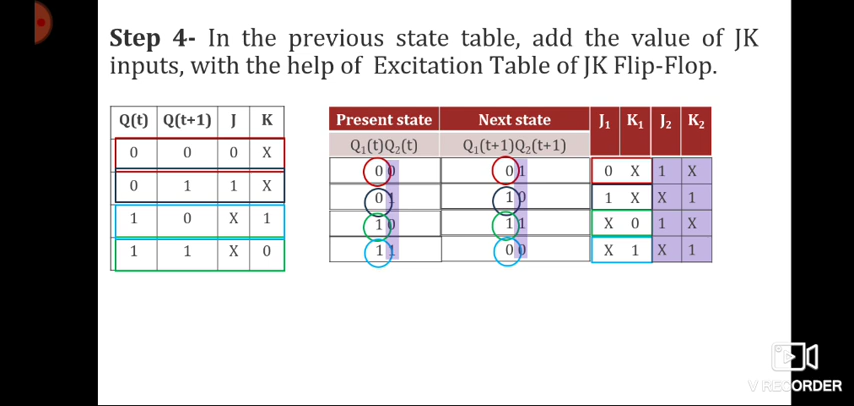 Step 4- In the previous state table, add the value of JK
inputs, with the help of Excitation Table of JK Flip-Flop.
Q(t) Q(t+1) J K
0 0 0 X
0 1 1 X
1 0 X 1
1 1 X 0
Present state Next state J₁ K₁ J₂ K₂
Q₁(t)Q₂(t) Q₁(t+1)Q₂(t+1)
0 0 0 1 0 X 1 X
0 1 1 0 1 X X 1
1 0 1 1 X 0 1 X
1 1 0 0 X 1 X 1
V RECORDER